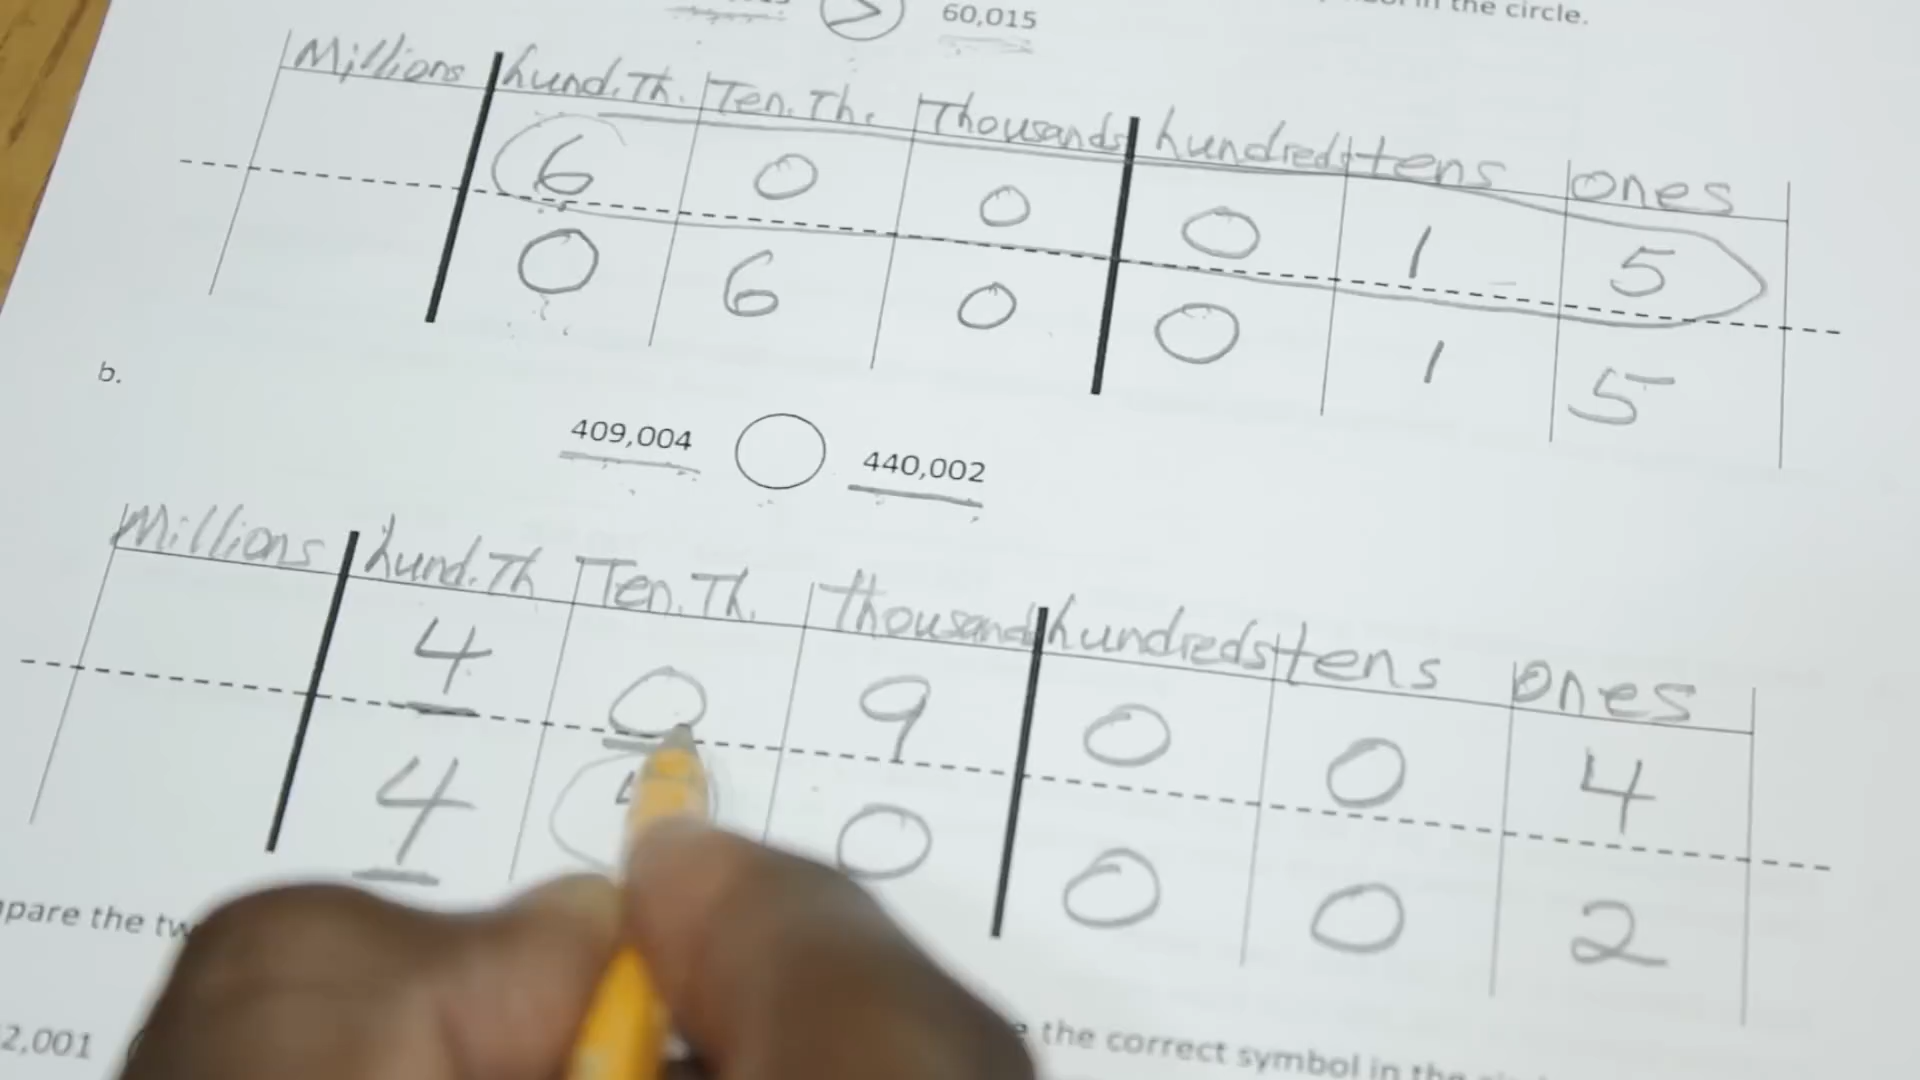 in the circle.
> 60,015
Millions hund.Th. Ten.Th. Thousands hundreds tens ones
6 0 0 0 1 5
0 6 0 0 1 5
b.
409,004 440,002
Millions hund.Th Ten.Th. thousands hundreds tens ones
4 0 9 0 0 4
4 0 0 0 2
the
2,001
the correct symbol in the